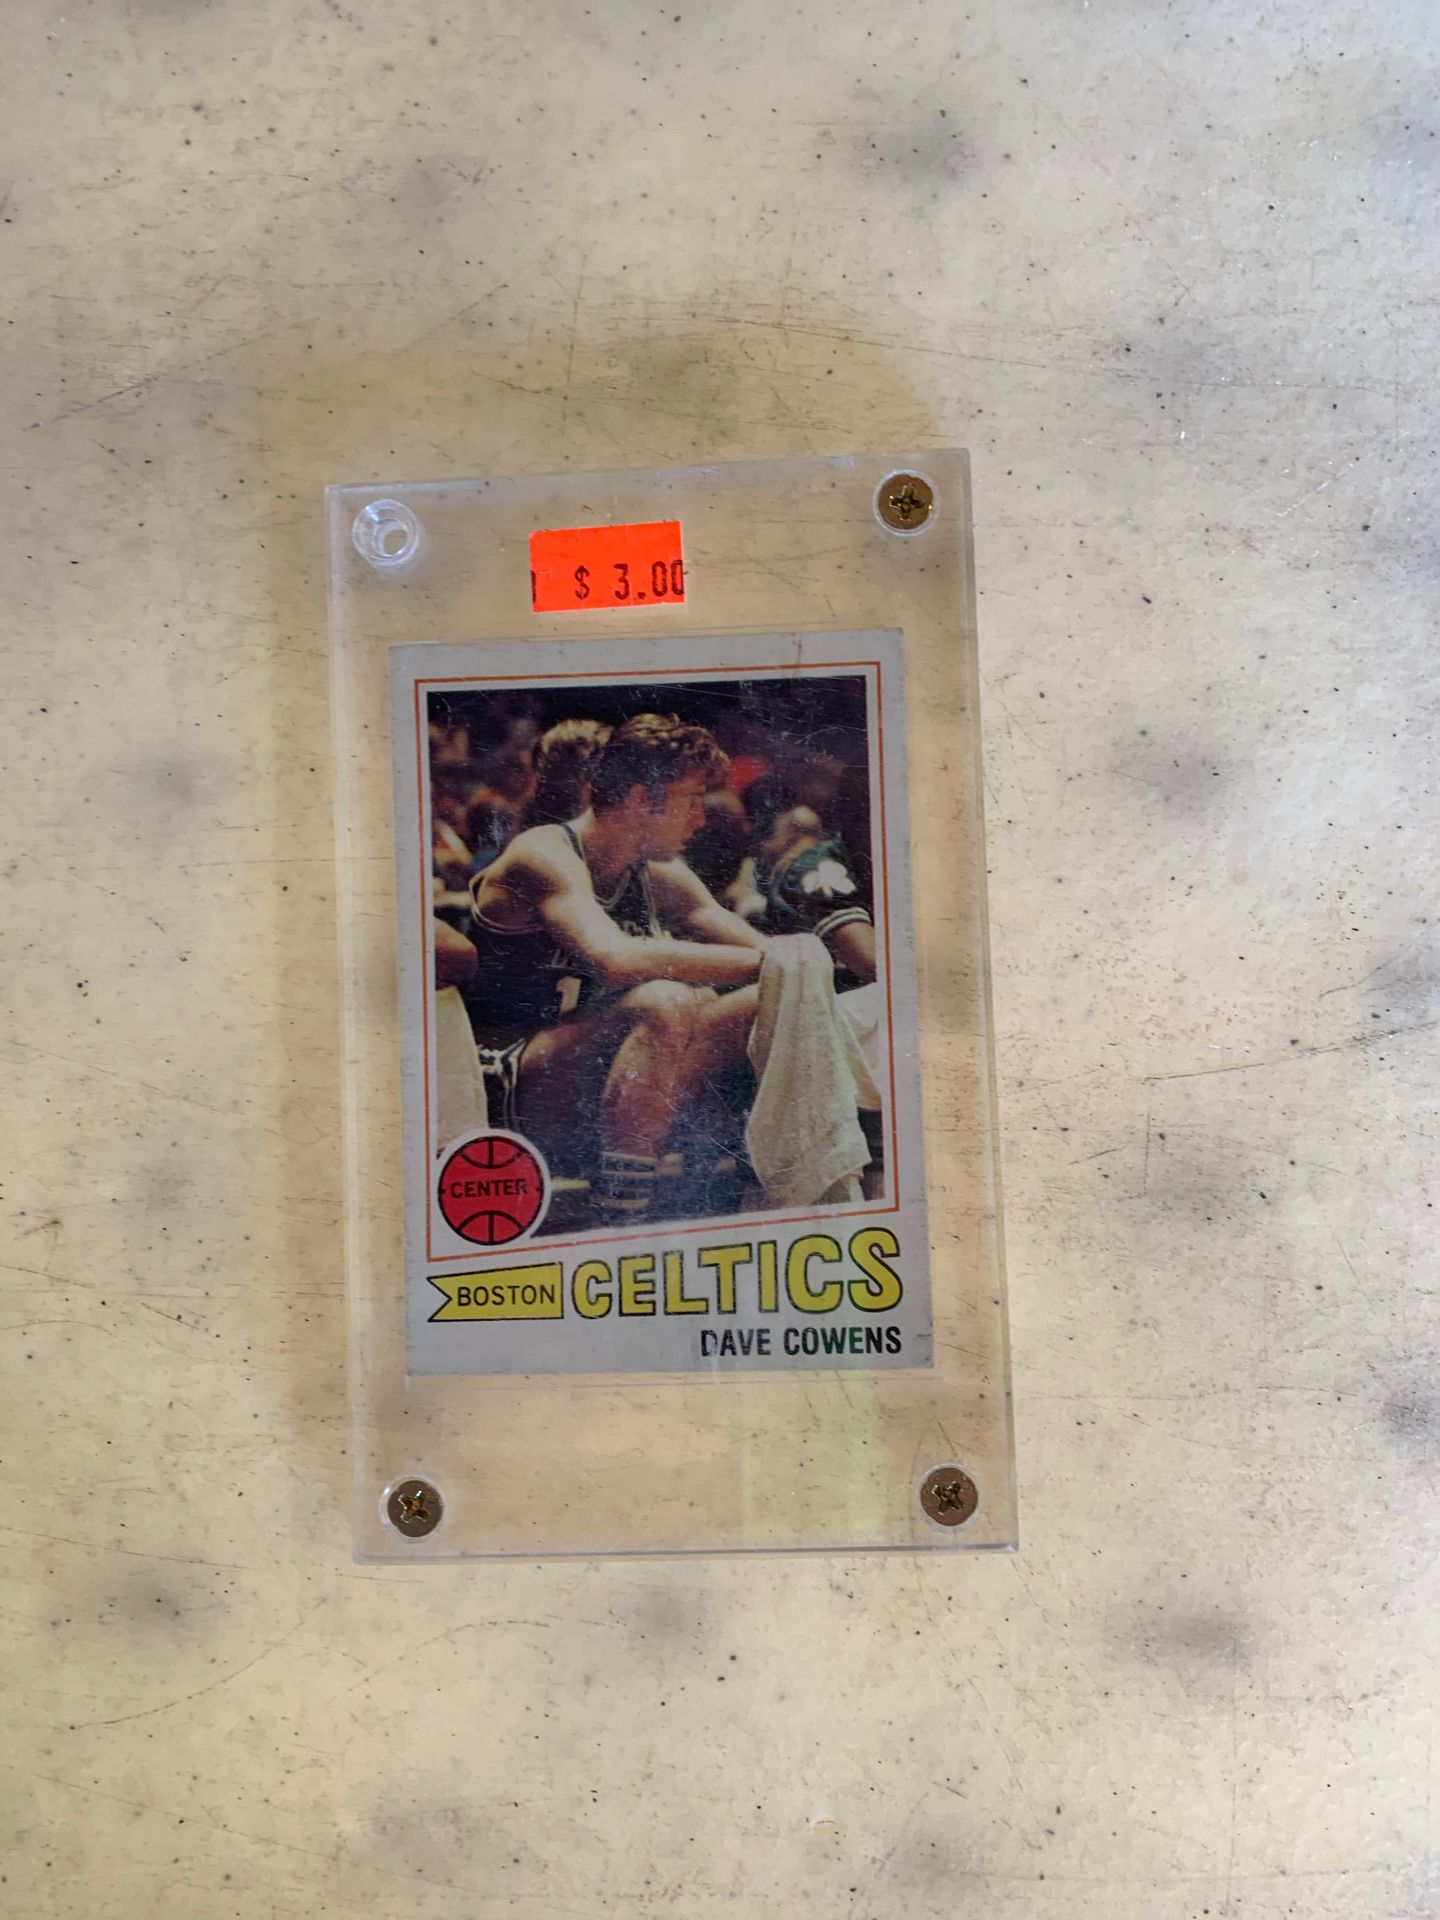 $ 3.00
CENTER
BOSTON CELTICS
DAVE COWENS